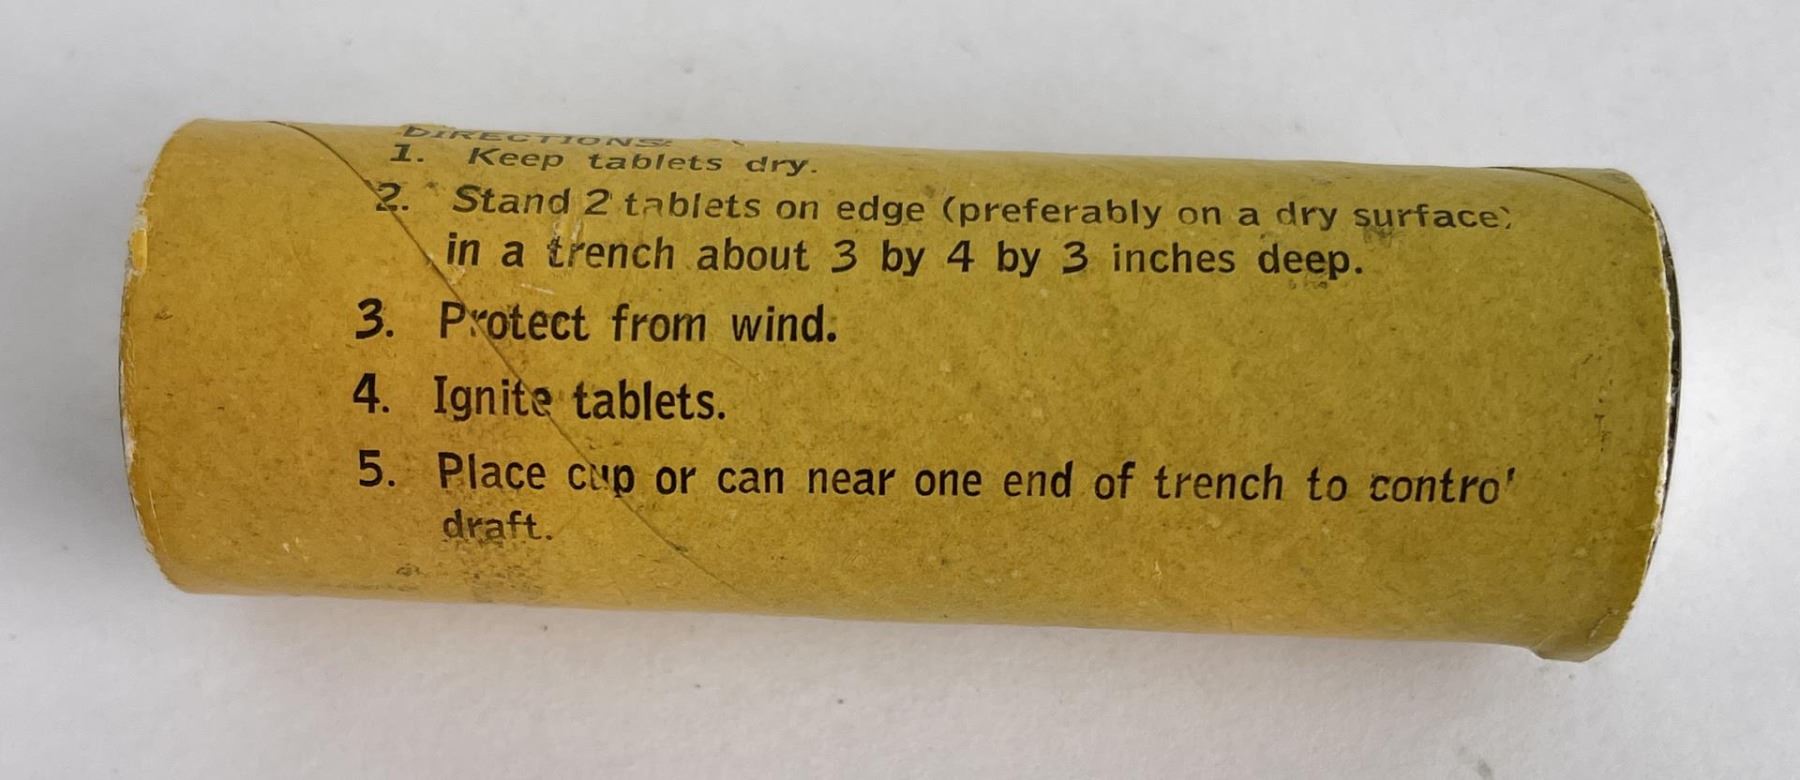 DIRECTIONS:
1. Keep tablets dry.
2. Stand 2 tablets on edge (preferably on a dry surface)
in a trench about 3 by 4 by 3 inches deep.
3. Protect from wind.
4. Ignite tablets.
5. Place cup or can near one end of trench to control
draft.